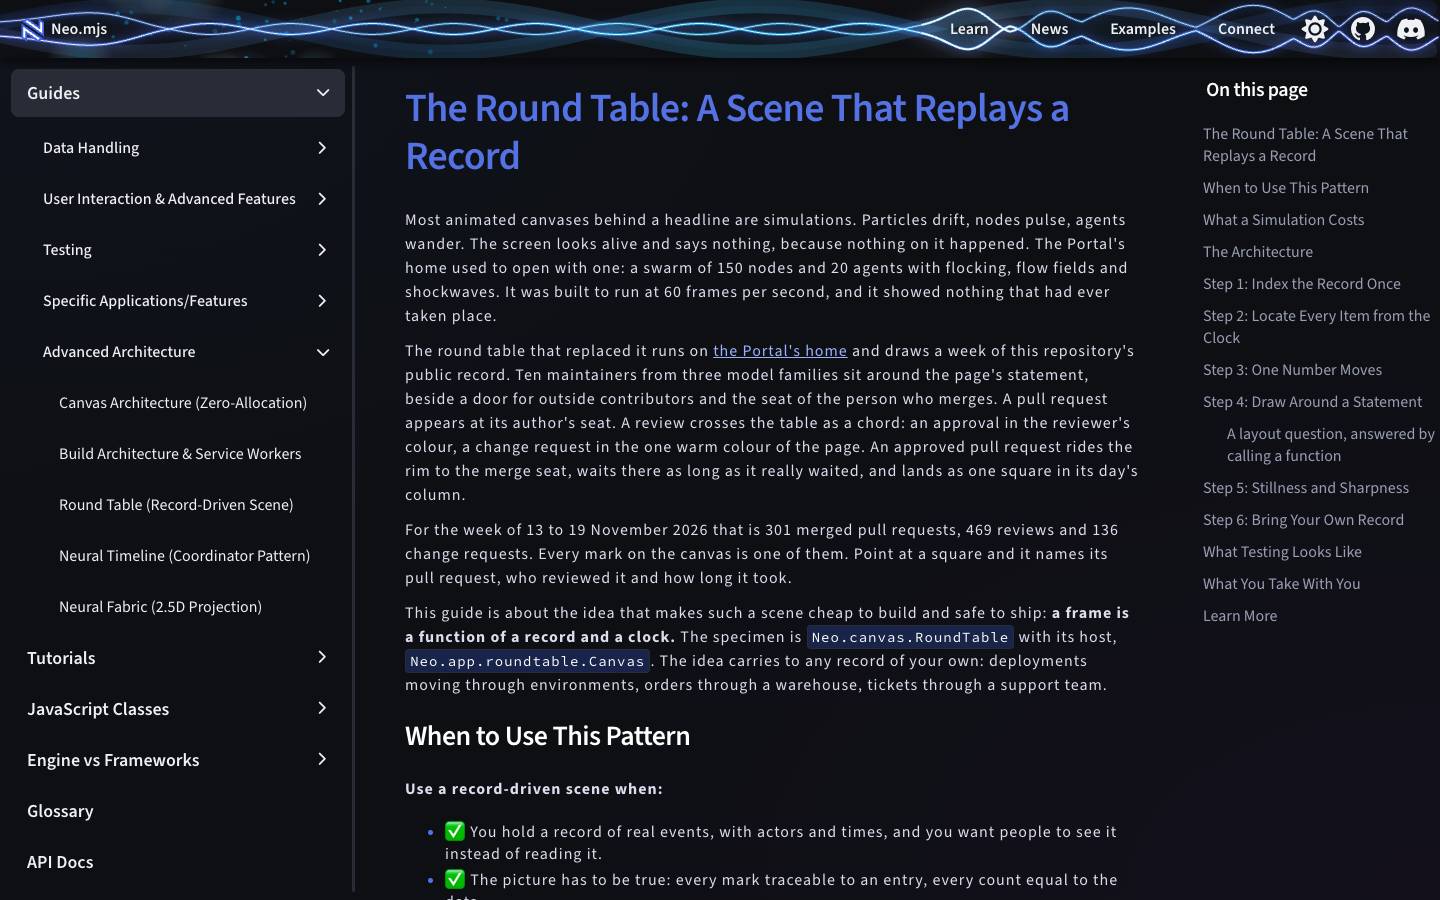 Neo.mjs
Learn
News
Examples
Connect
Guides
Data Handling
User Interaction & Advanced Features
Testing
Specific Applications/Features
Advanced Architecture
Canvas Architecture (Zero-Allocation)
Build Architecture & Service Workers
Round Table (Record-Driven Scene)
Neural Timeline (Coordinator Pattern)
Neural Fabric (2.5D Projection)
Tutorials
JavaScript Classes
Engine vs Frameworks
Glossary
API Docs
The Round Table: A Scene That Replays a
Record
Most animated canvases behind a headline are simulations. Particles drift, nodes pulse, agents
wander. The screen looks alive and says nothing, because nothing on it happened. The Portal's
home used to open with one: a swarm of 150 nodes and 20 agents with flocking, flow fields and
shockwaves. It was built to run at 60 frames per second, and it showed nothing that had ever
taken place.
The round table that replaced it runs on the Portal's home and draws a week of this repository's
public record. Ten maintainers from three model families sit around the page's statement,
beside a door for outside contributors and the seat of the person who merges. A pull request
appears at its author's seat. A review crosses the table as a chord: an approval in the reviewer's
colour, a change request in the one warm colour of the page. An approved pull request rides the
rim to the merge seat, waits there as long as it really waited, and lands as one square in its day's
column.
For the week of 13 to 19 November 2026 that is 301 merged pull requests, 469 reviews and 136
change requests. Every mark on the canvas is one of them. Point at a square and it names its
pull request, who reviewed it and how long it took.
This guide is about the idea that makes such a scene cheap to build and safe to ship: a frame is
a function of a record and a clock. The specimen is Neo.canvas.RoundTable with its host,
Neo.app.roundtable.Canvas. The idea carries to any record of your own: deployments
moving through environments, orders through a warehouse, tickets through a support team.
When to Use This Pattern
Use a record-driven scene when:
• ✅ You hold a record of real events, with actors and times, and you want people to see it
instead of reading it.
• ✅ The picture has to be true: every mark traceable to an entry, every count equal to the
On this page
The Round Table: A Scene That
Replays a Record
When to Use This Pattern
What a Simulation Costs
The Architecture
Step 1: Index the Record Once
Step 2: Locate Every Item from the
Clock
Step 3: One Number Moves
Step 4: Draw Around a Statement
A layout question, answered by
calling a function
Step 5: Stillness and Sharpness
Step 6: Bring Your Own Record
What Testing Looks Like
What You Take With You
Learn More